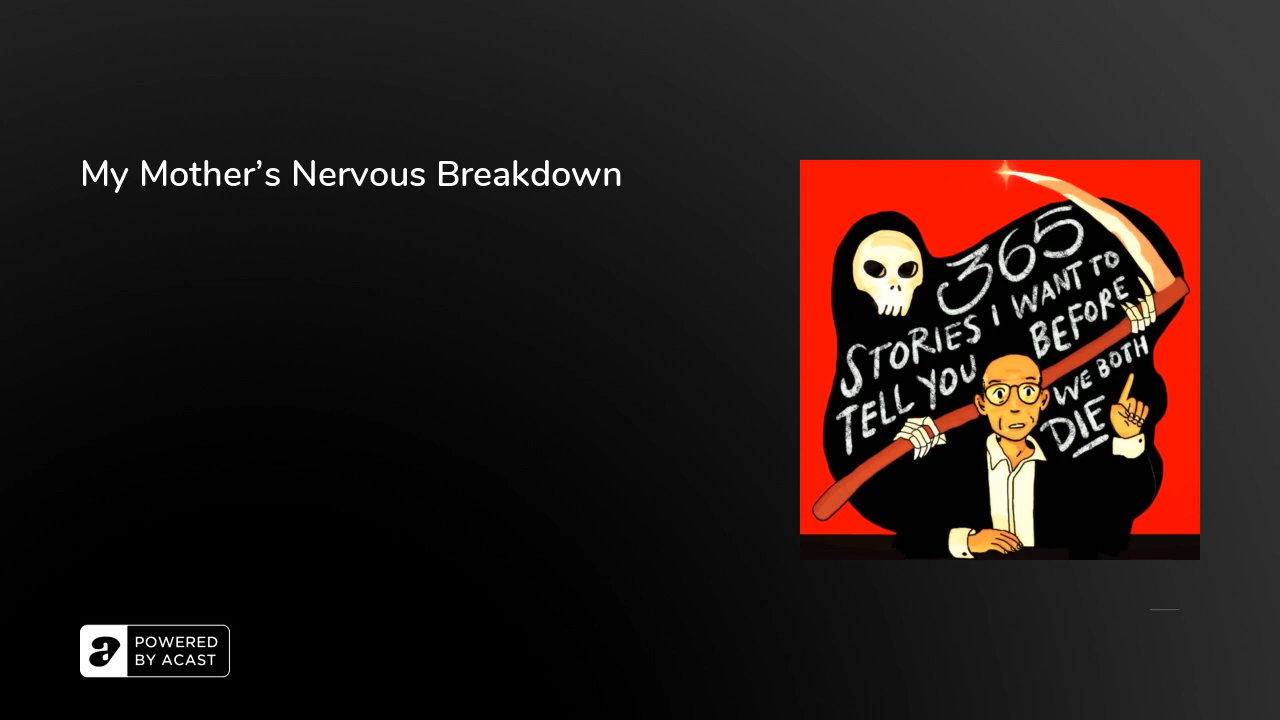 My Mother’s Nervous Breakdown
365
STORIES I WANT TO
TELL YOU BEFORE
WE BOTH
DIE
a POWERED
BY ACAST